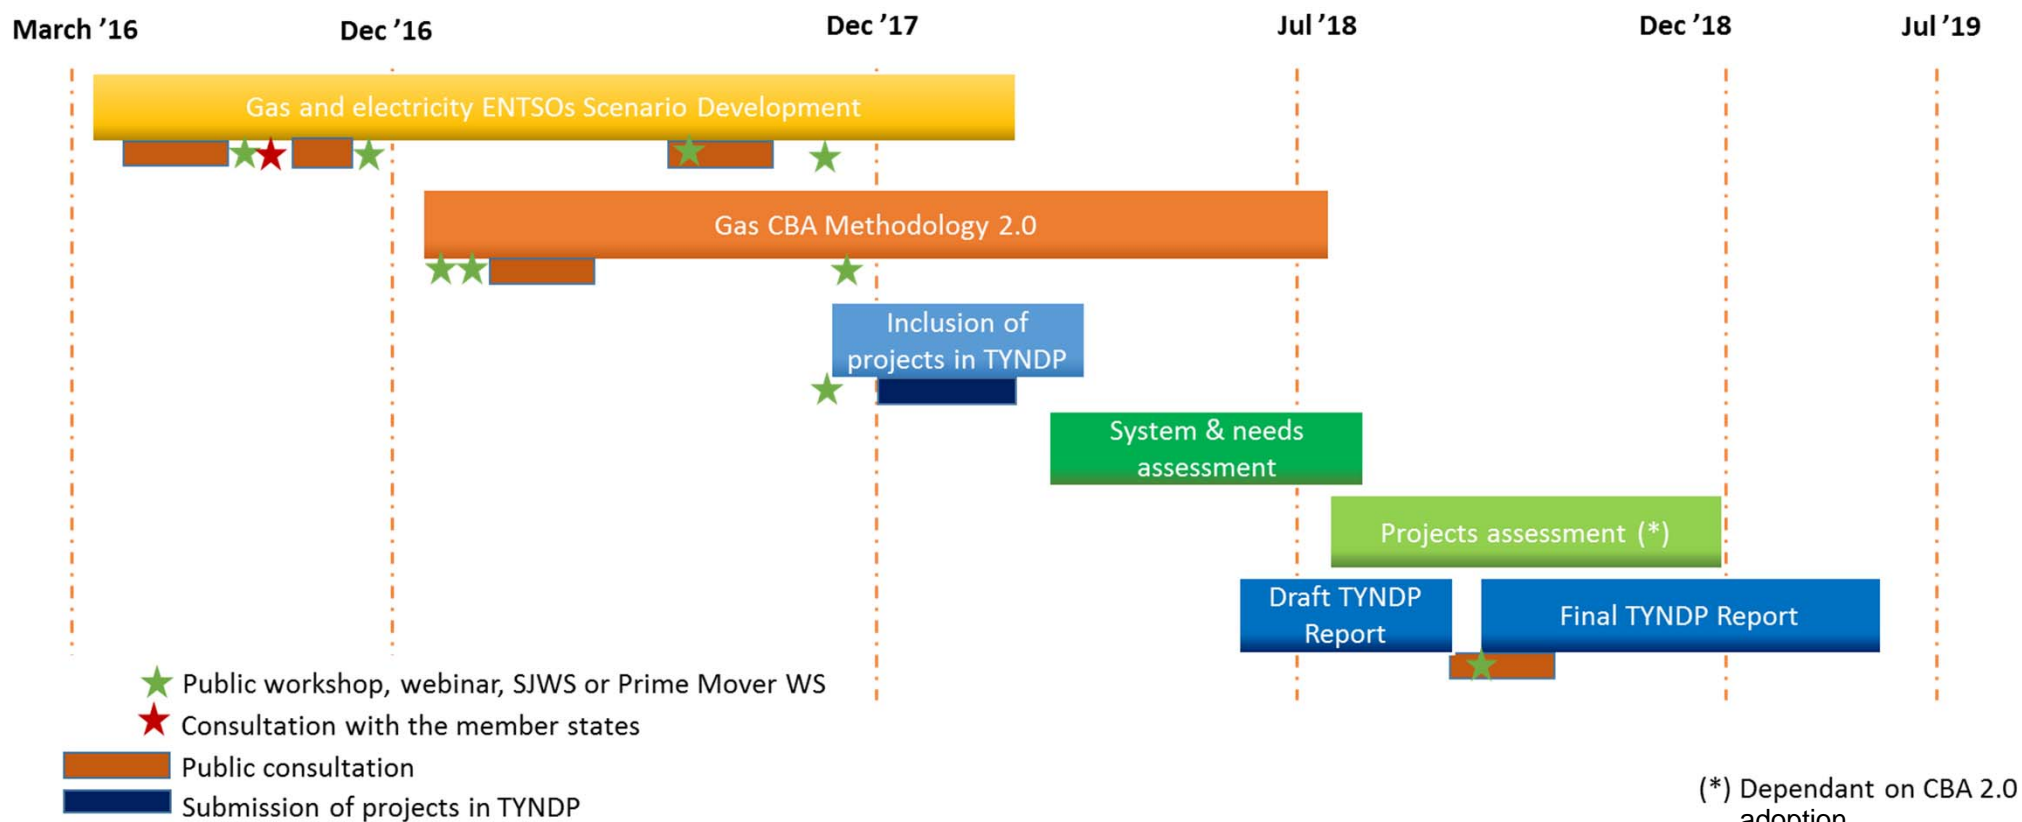 March ’16
Dec ’16
Dec ’17
Jul ’18
Dec ’18
Jul ’19
Gas and electricity ENTSOs Scenario Development
Gas CBA Methodology 2.0
Inclusion of
projects in TYNDP
System & needs
assessment
Projects assessment (*)
Draft TYNDP
Report
Final TYNDP Report
Public workshop, webinar, SJWS or Prime Mover WS
Consultation with the member states
Public consultation
Submission of projects in TYNDP
(*) Dependant on CBA 2.0
adoption